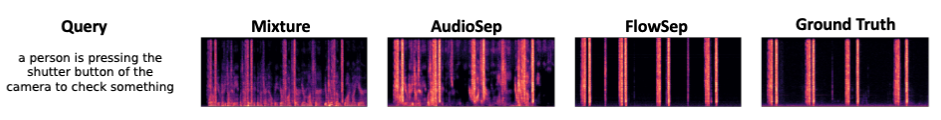 Query
Mixture
AudioSep
FlowSep
Ground Truth
a person is pressing the
shutter button of the
camera to check something